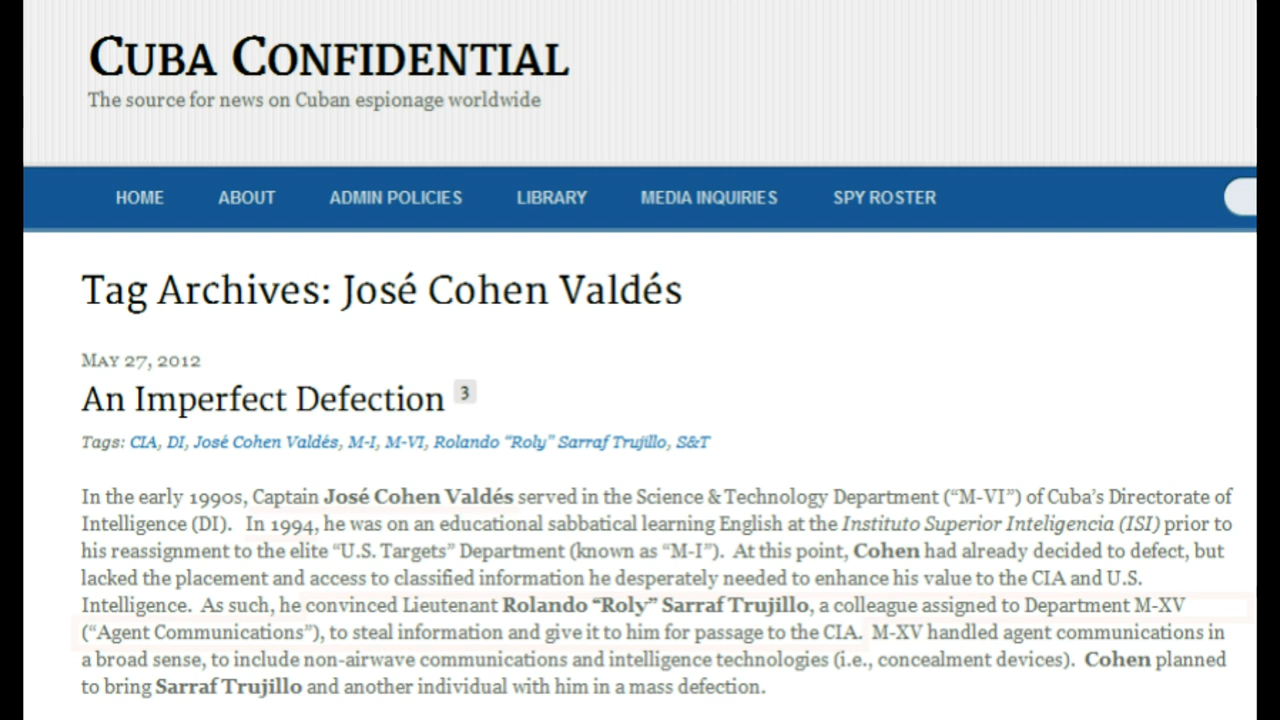 CUBA CONFIDENTIAL
The source for news on Cuban espionage worldwide
HOME ABOUT ADMIN POLICIES LIBRARY MEDIA INQUIRIES SPY ROSTER
Tag Archives: José Cohen Valdés
MAY 27, 2012
An Imperfect Defection 3
Tags: CIA, DI, José Cohen Valdés, M-I, M-VI, Rolando “Roly” Sarraf Trujillo, S&T
In the early 1990s, Captain José Cohen Valdés served in the Science & Technology Department (“M-VI”) of Cuba’s Directorate of
Intelligence (DI). In 1994, he was on an educational sabbatical learning English at the Instituto Superior Inteligencia (ISI) prior to
his reassignment to the elite “U.S. Targets” Department (known as “M-I”). At this point, Cohen had already decided to defect, but
lacked the placement and access to classified information he desperately needed to enhance his value to the CIA and U.S.
Intelligence. As such, he convinced Lieutenant Rolando “Roly” Sarraf Trujillo, a colleague assigned to Department M-XV
(“Agent Communications”), to steal information and give it to him for passage to the CIA. M-XV handled agent communications in
a broad sense, to include non-airwave communications and intelligence technologies (i.e., concealment devices). Cohen planned
to bring Sarraf Trujillo and another individual with him in a mass defection.